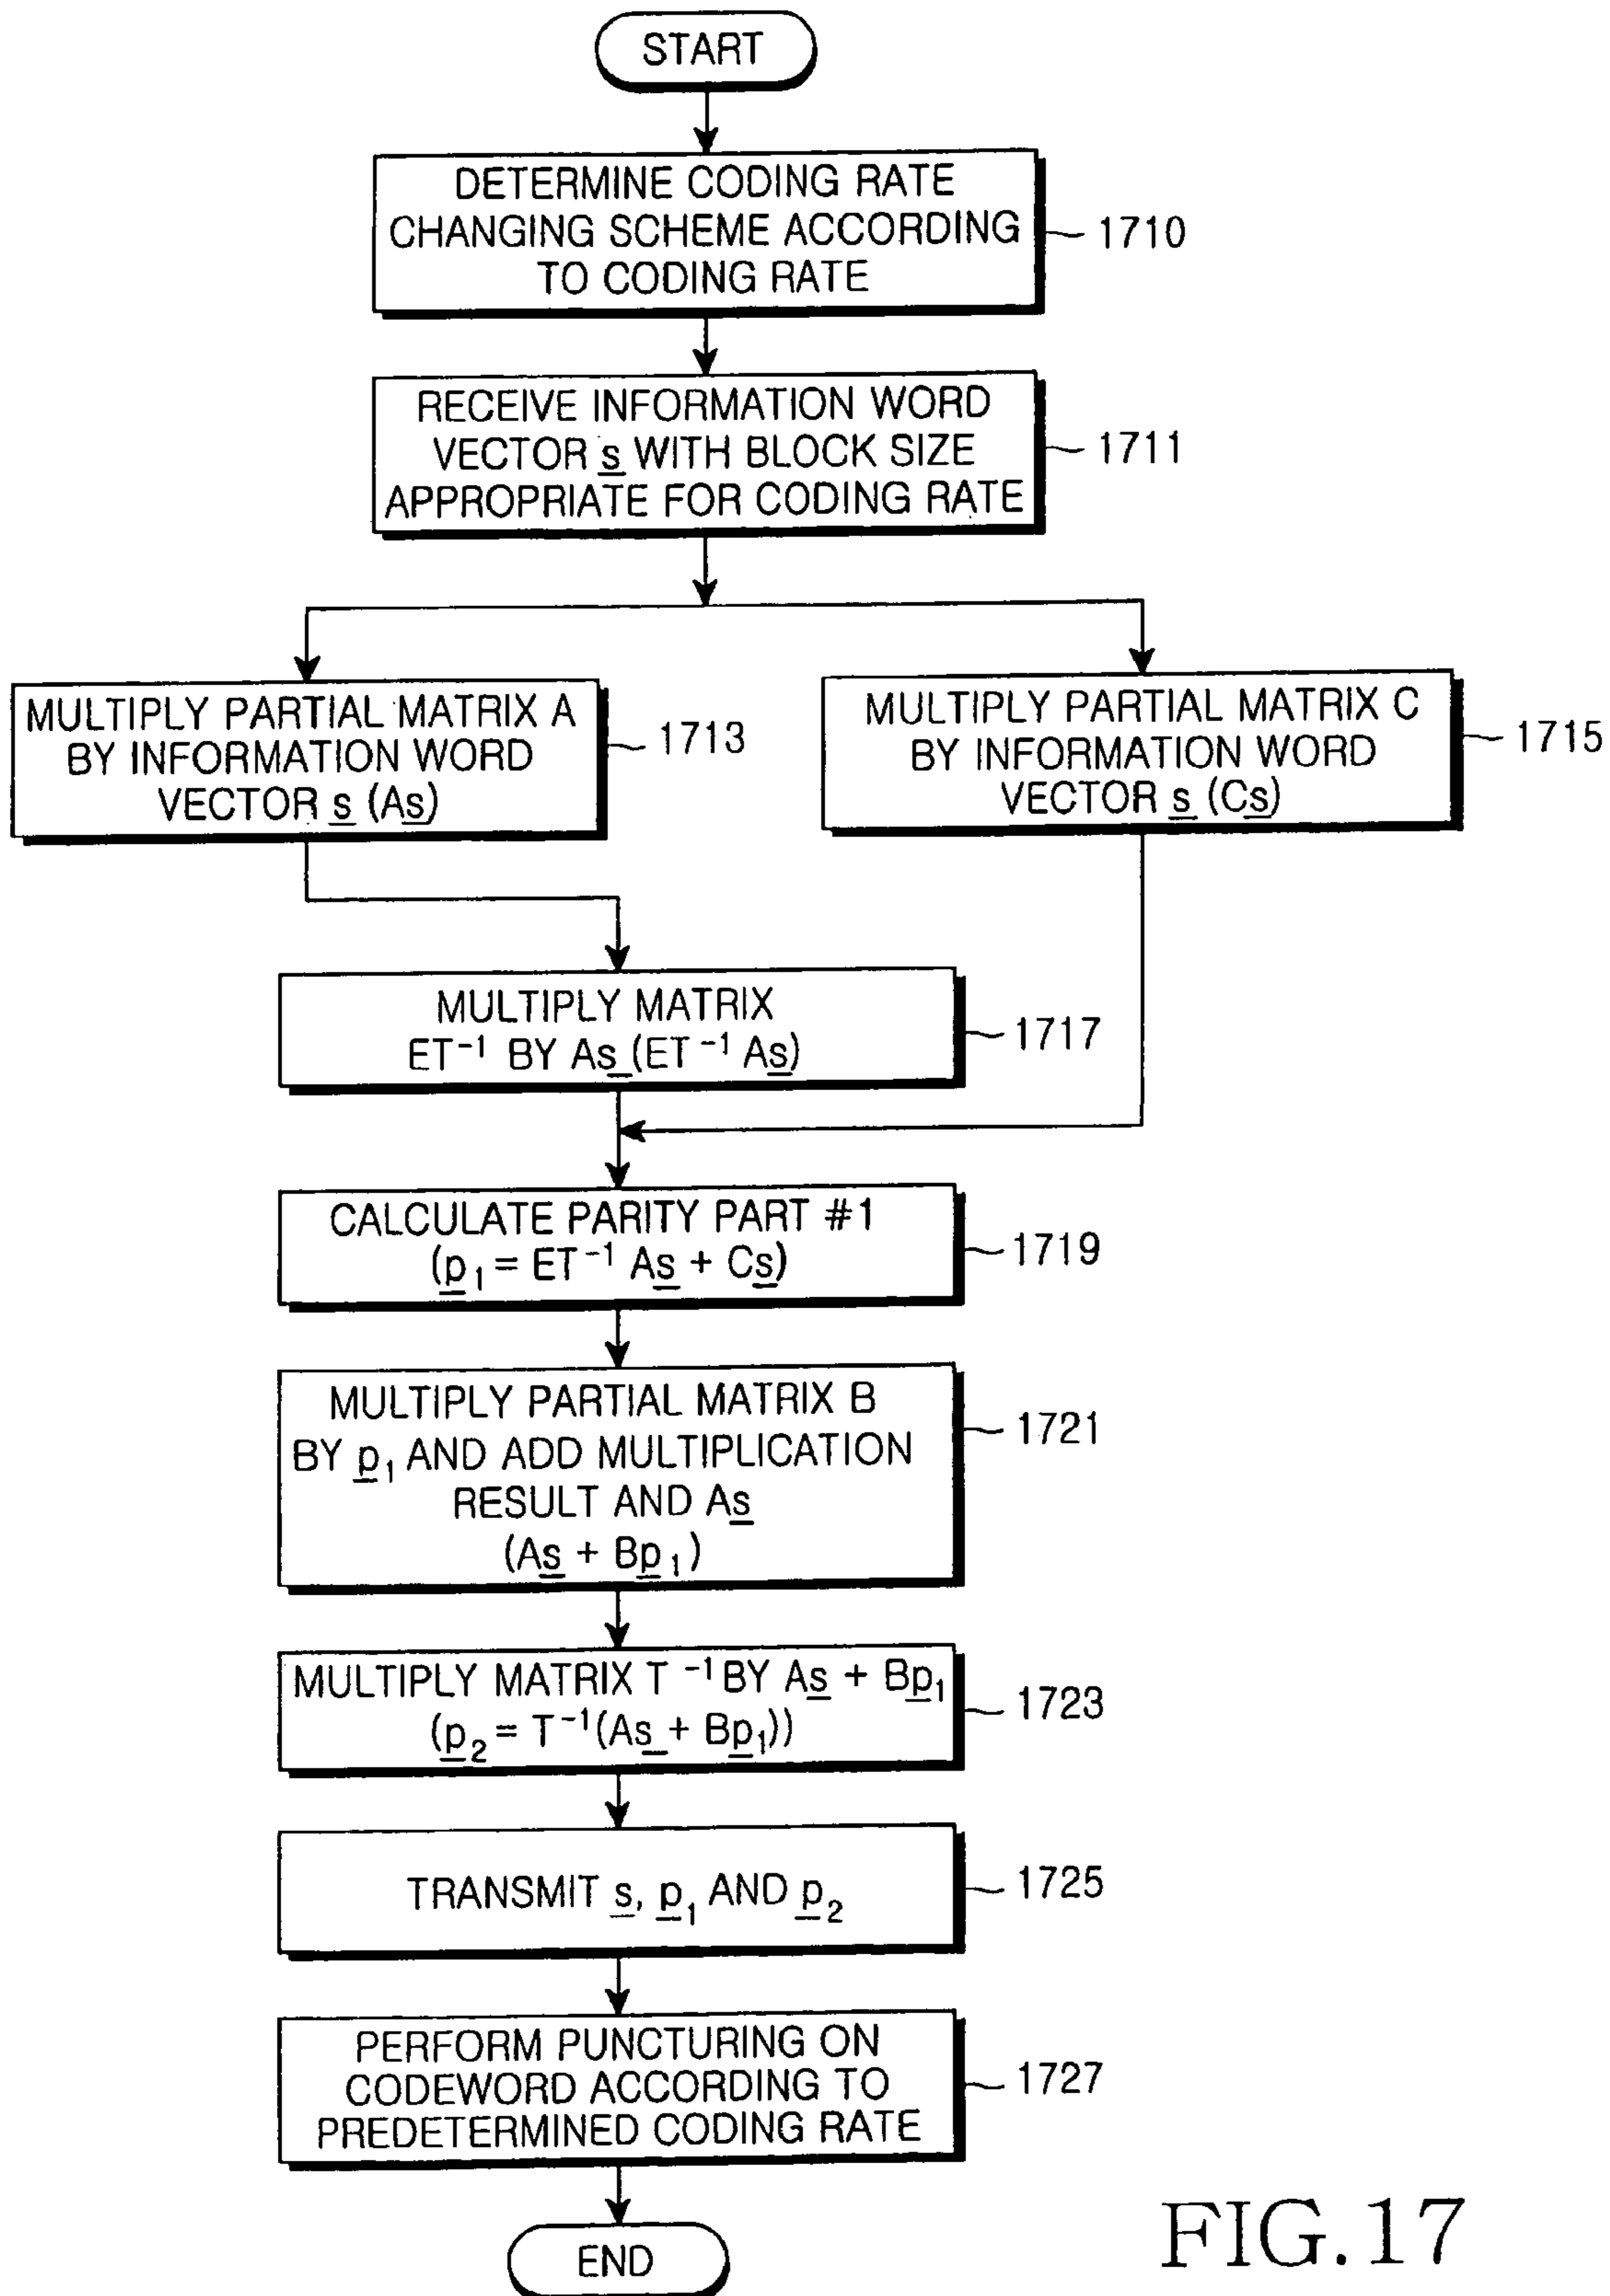 START
DETERMINE CODING RATE
CHANGING SCHEME ACCORDING
TO CODING RATE
1710
RECEIVE INFORMATION WORD
VECTOR s WITH BLOCK SIZE
APPROPRIATE FOR CODING RATE
1711
MULTIPLY PARTIAL MATRIX A
BY INFORMATION WORD
VECTOR s (As)
1713
MULTIPLY PARTIAL MATRIX C
BY INFORMATION WORD
VECTOR s (Cs)
1715
MULTIPLY MATRIX
ET⁻¹ BY As (ET⁻¹ As)
1717
CALCULATE PARITY PART #1
(p₁ = ET⁻¹ As + Cs)
1719
MULTIPLY PARTIAL MATRIX B
BY p₁ AND ADD MULTIPLICATION
RESULT AND As
(As + Bp₁)
1721
MULTIPLY MATRIX T⁻¹ BY As + Bp₁
(p₂ = T⁻¹(As + Bp₁))
1723
TRANSMIT s, p₁ AND p₂
1725
PERFORM PUNCTURING ON
CODEWORD ACCORDING TO
PREDETERMINED CODING RATE
1727
END
FIG.17